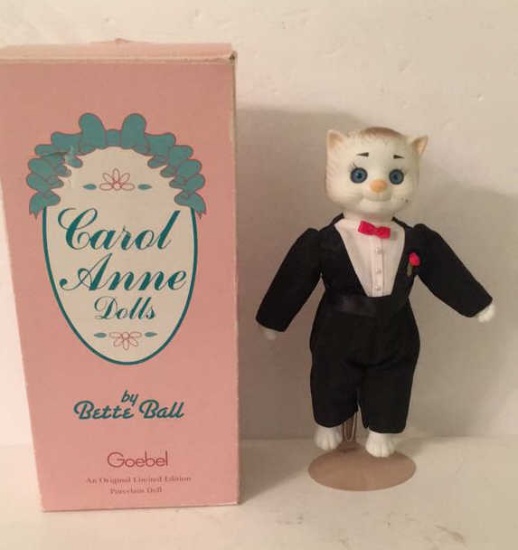 Carol
Anne
Dolls
by
Bette Ball
Goebel
An Original Limited Edition
Porcelain Doll